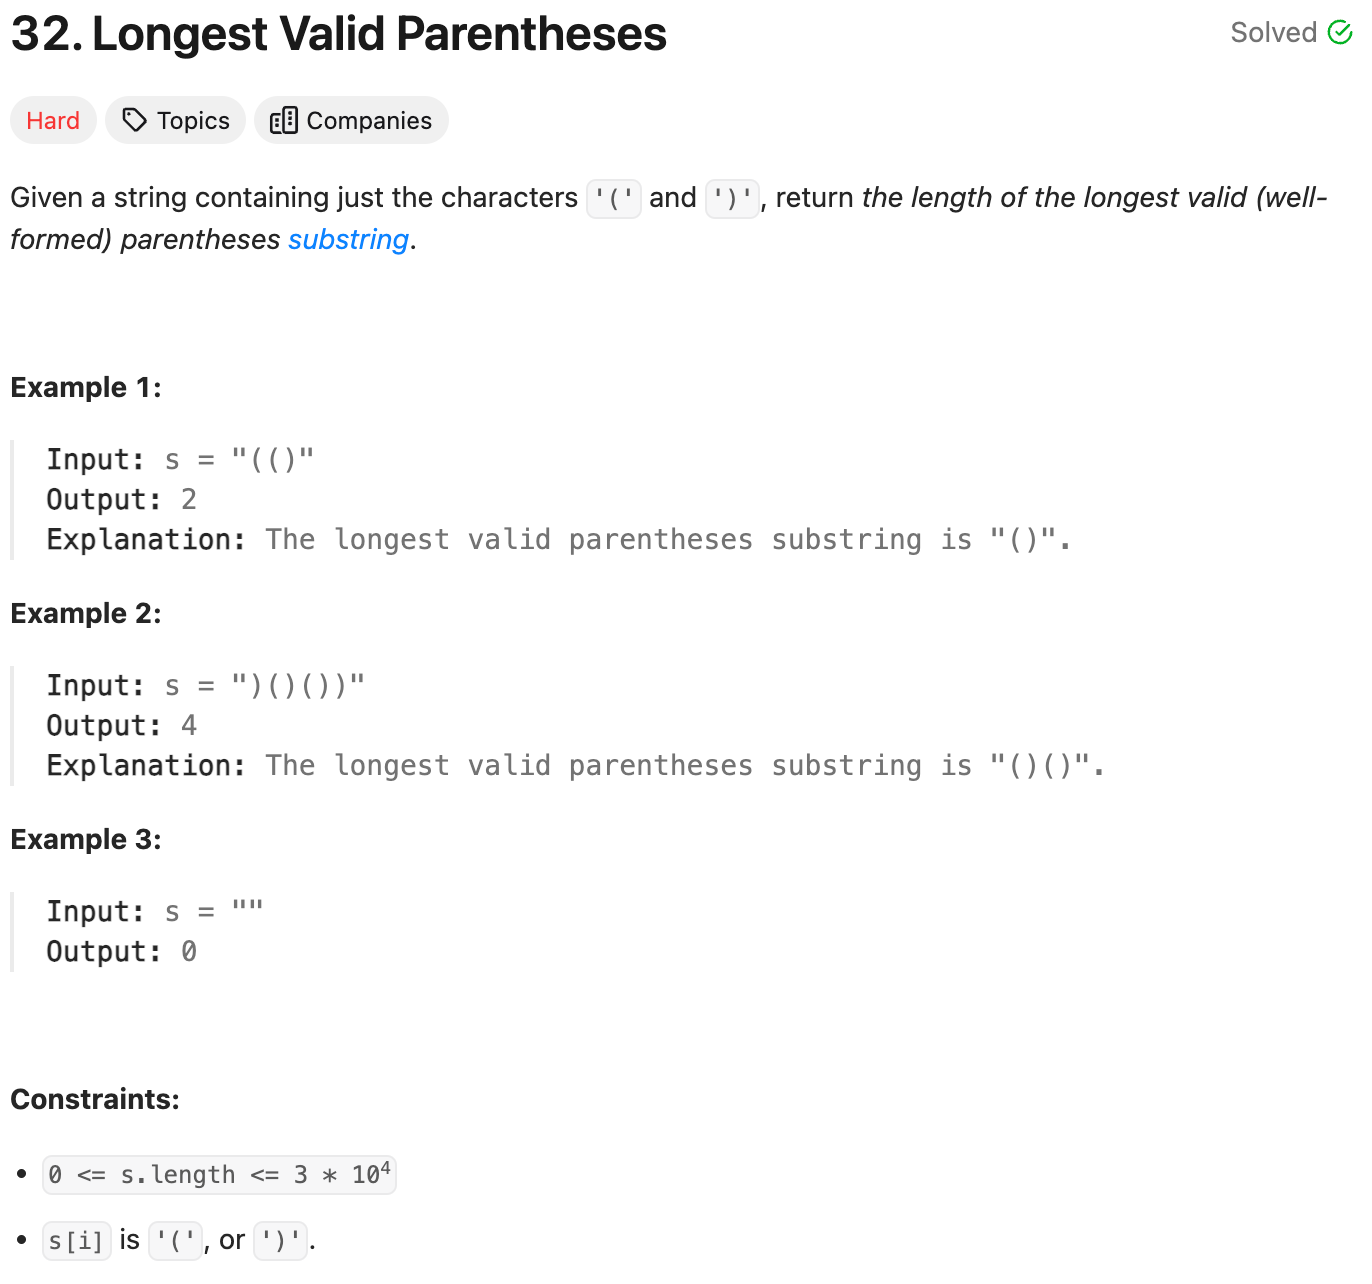 32. Longest Valid Parentheses
Solved
Hard
Topics
Companies
Given a string containing just the characters '(' and ')', return the length of the longest valid (well-
formed) parentheses substring.
Example 1:
Input: s = "(()"
Output: 2
Explanation: The longest valid parentheses substring is "()".
Example 2:
Input: s = ")()())"
Output: 4
Explanation: The longest valid parentheses substring is "()()".
Example 3:
Input: s = ""
Output: 0
Constraints:
• 0 <= s.length <= 3 * 10⁴
• s[i] is '(', or ')'.